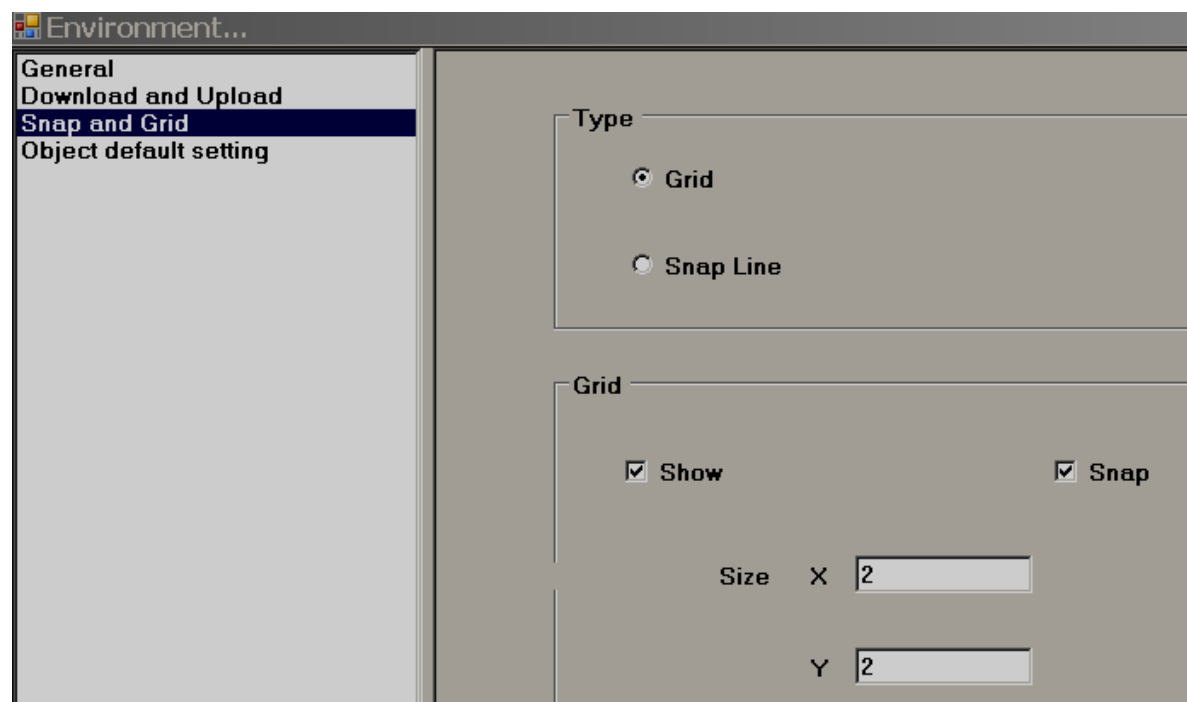 Environment...
General
Download and Upload
Snap and Grid
Object default setting
Type
Grid
Snap Line
Grid
Show
Snap
Size X 2
Y 2